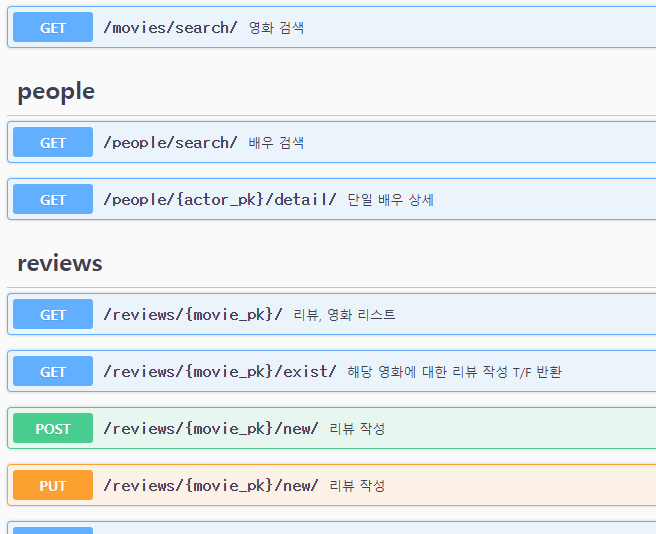 GET /movies/search/ 영화 검색
people
GET /people/search/ 배우 검색
GET /people/{actor_pk}/detail/ 단일 배우 상세
reviews
GET /reviews/{movie_pk}/ 리뷰, 영화 리스트
GET /reviews/{movie_pk}/exist/ 해당 영화에 대한 리뷰 작성 T/F 반환
POST /reviews/{movie_pk}/new/ 리뷰 작성
PUT /reviews/{movie_pk}/new/ 리뷰 작성